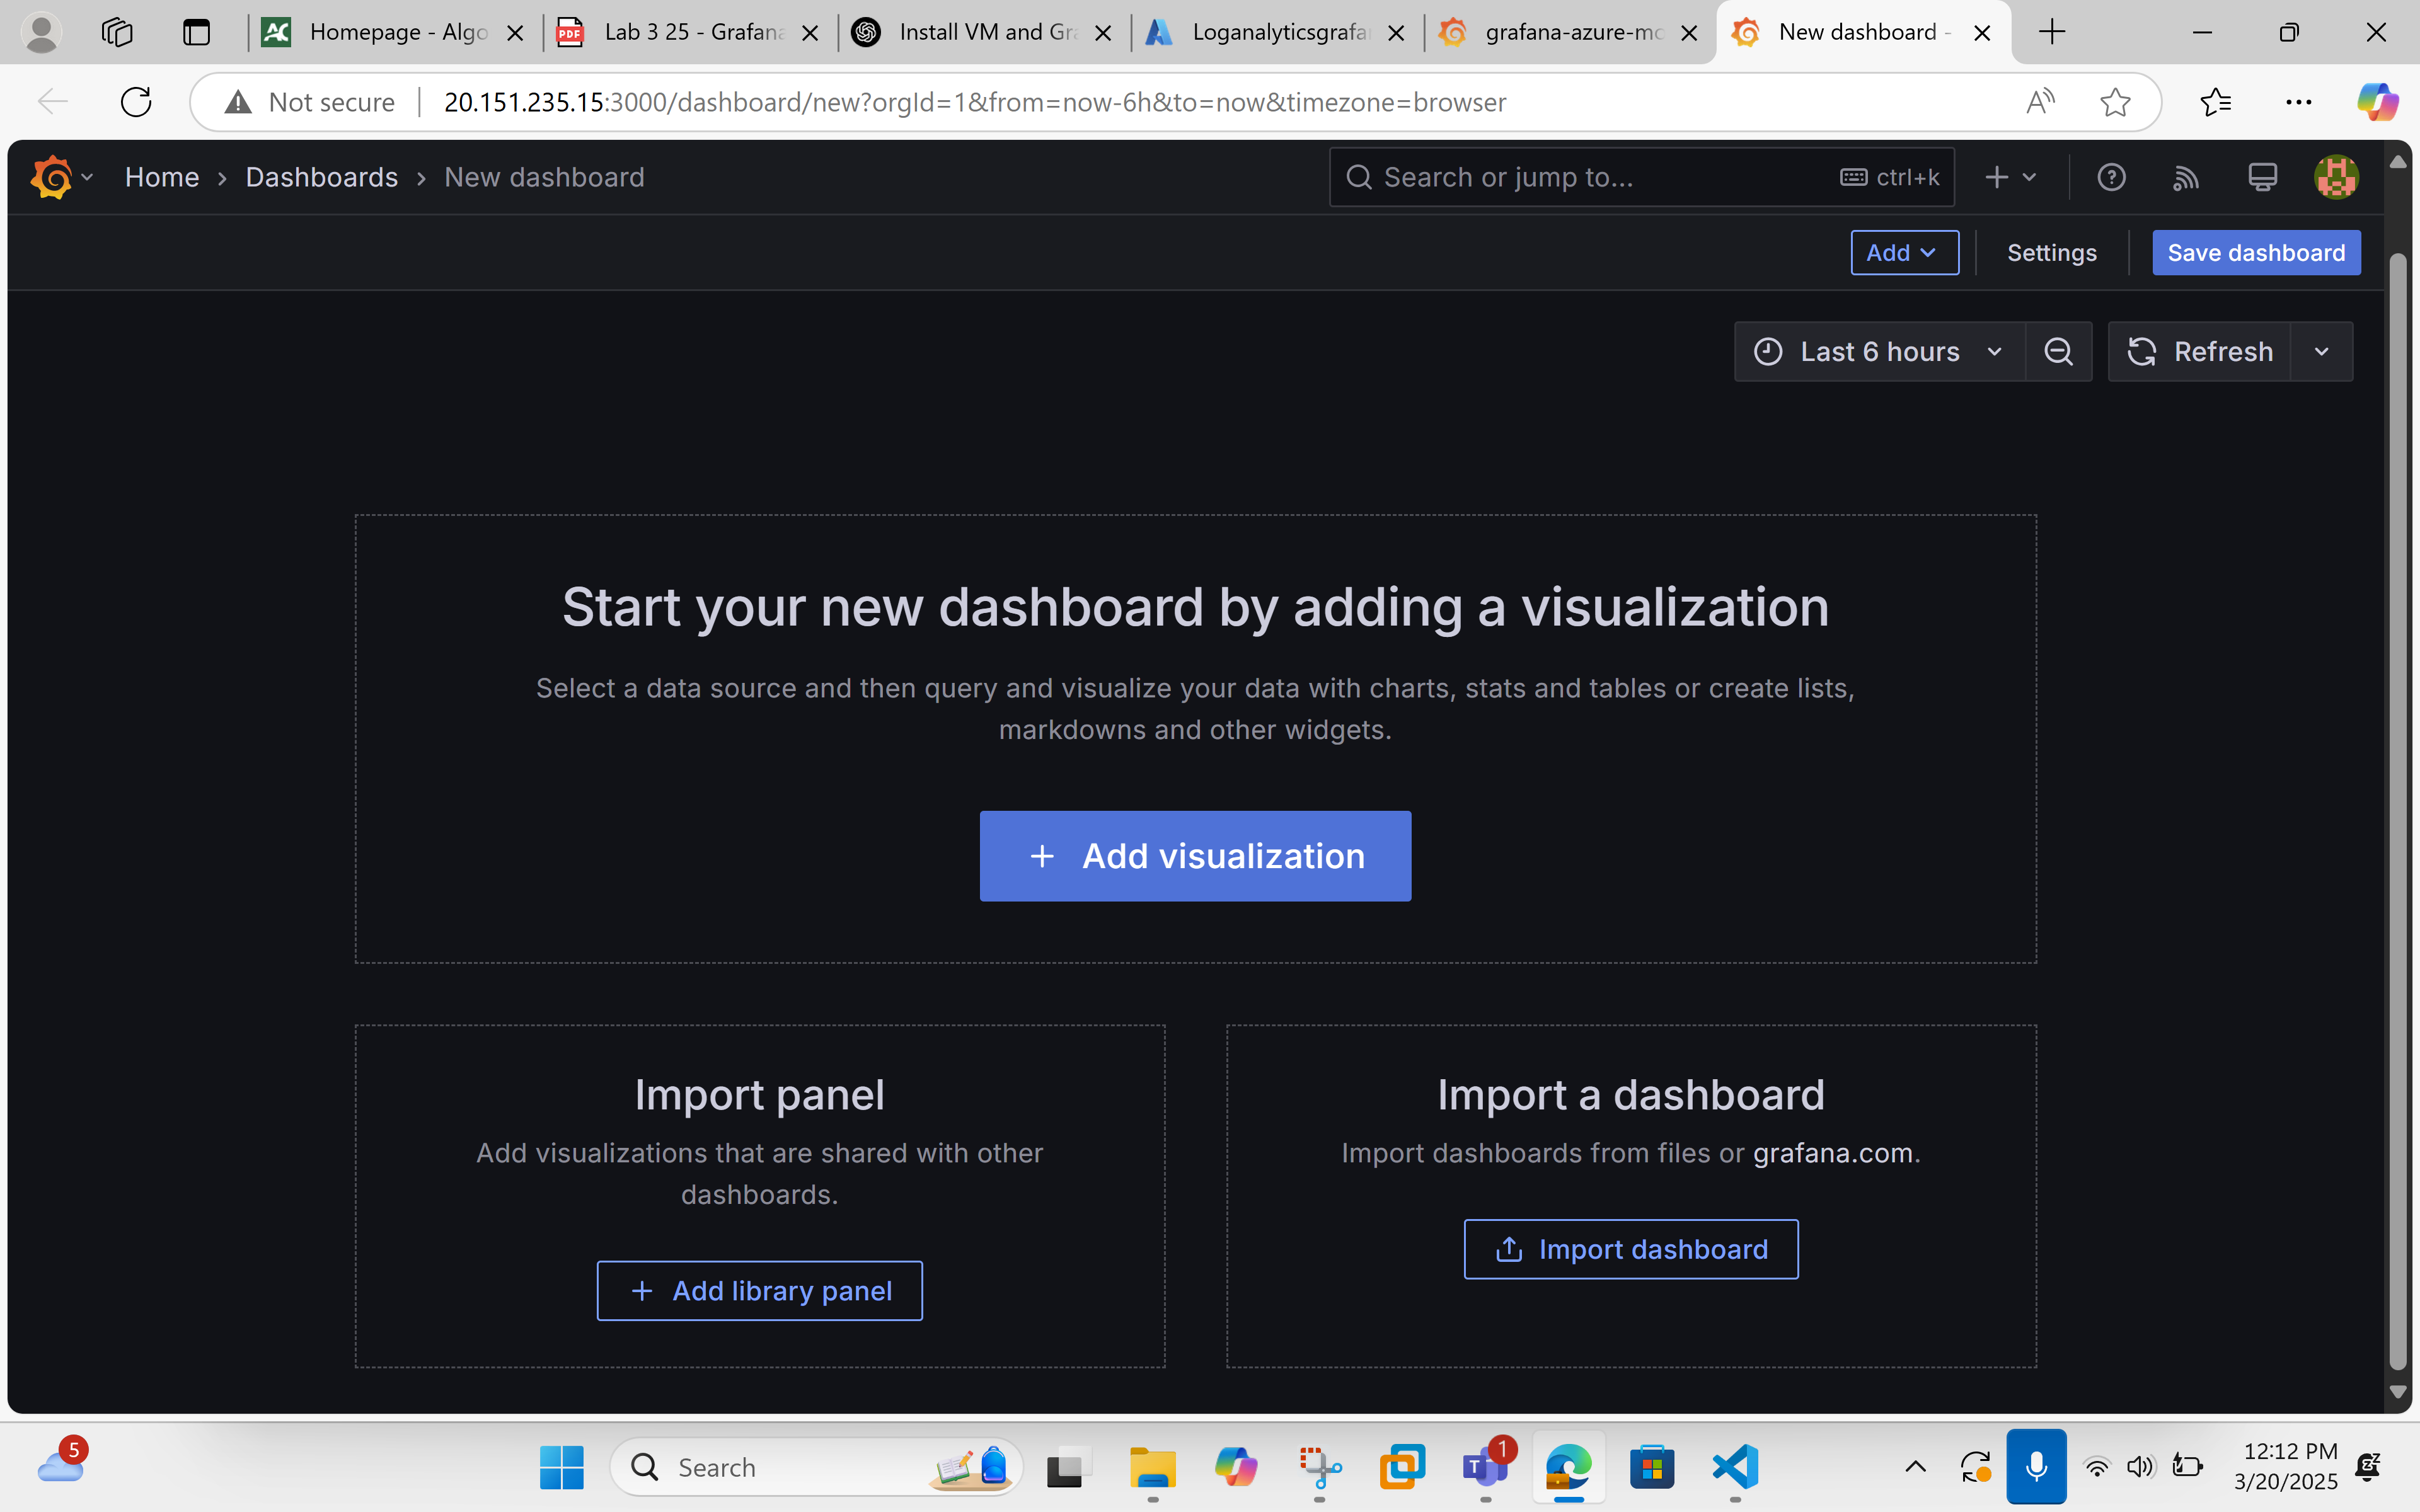 Homepage - Algo
Lab 3 25 - Grafana
Install VM and Gra
Loganalyticsgrafan
grafana-azure-mo
New dashboard -
Not secure
20.151.235.15:3000/dashboard/new?orgId=1&from=now-6h&to=now&timezone=browser
Home > Dashboards > New dashboard
Search or jump to...
ctrl+k
Add
Settings
Save dashboard
Last 6 hours
Refresh
Start your new dashboard by adding a visualization
Select a data source and then query and visualize your data with charts, stats and tables or create lists,
markdowns and other widgets.
+ Add visualization
Import panel
Add visualizations that are shared with other
dashboards.
+ Add library panel
Import a dashboard
Import dashboards from files or grafana.com.
Import dashboard
5
Search
1
12:12 PM
3/20/2025